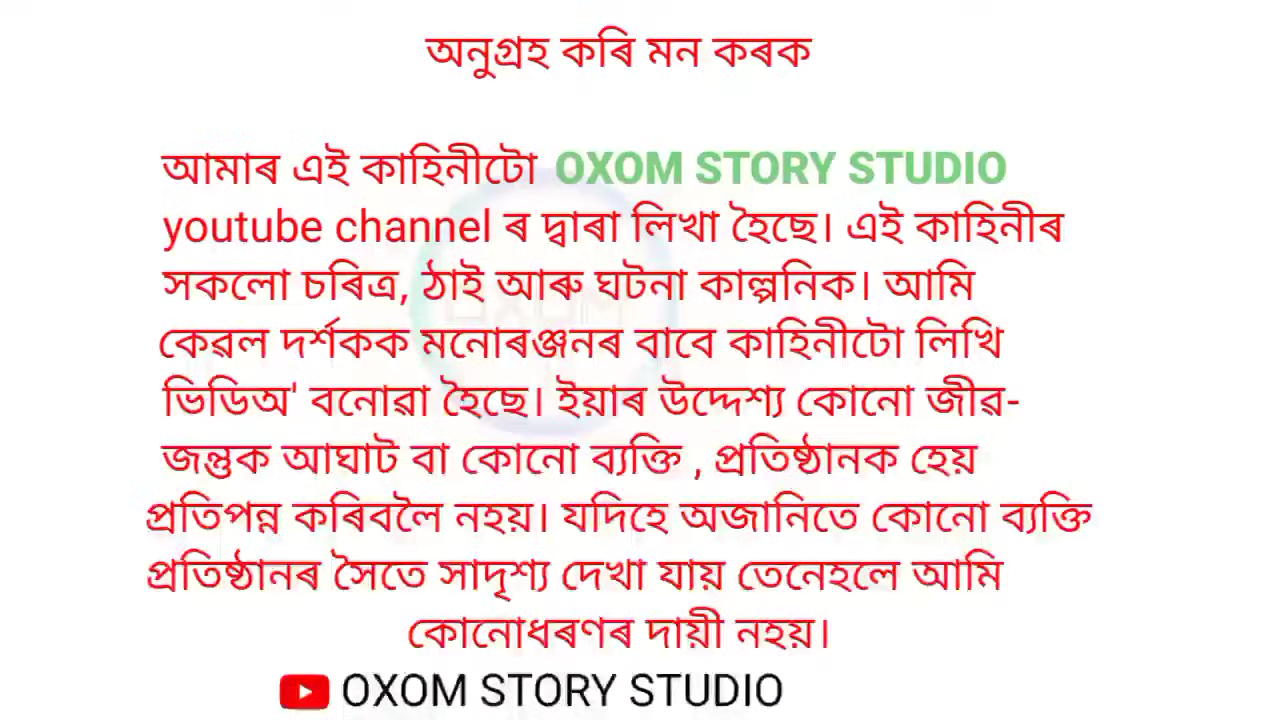 অনুগ্ৰহ কৰি মন কৰক
আমাৰ এই কাহিনীটো OXOM STORY STUDIO
youtube channel ৰ দ্বাৰা লিখা হৈছে। এই কাহিনীৰ
সকলো চৰিত্ৰ, ঠাই আৰু ঘটনা কাল্পনিক। আমি
কেৱল দৰ্শকক মনোৰঞ্জনৰ বাবে কাহিনীটো লিখি
ভিডিঅ' বনোৱা হৈছে। ইয়াৰ উদ্দেশ্য কোনো জীৱ-
জন্তুক আঘাট বা কোনো ব্যক্তি , প্ৰতিষ্ঠানক হেয়
প্ৰতিপন্ন কৰিবলৈ নহয়। যদিহে অজানিতে কোনো ব্যক্তি
প্ৰতিষ্ঠানৰ সৈতে সাদৃশ্য দেখা যায় তেনেহলে আমি
কোনোধৰণৰ দায়ী নহয়।
OXOM STORY STUDIO